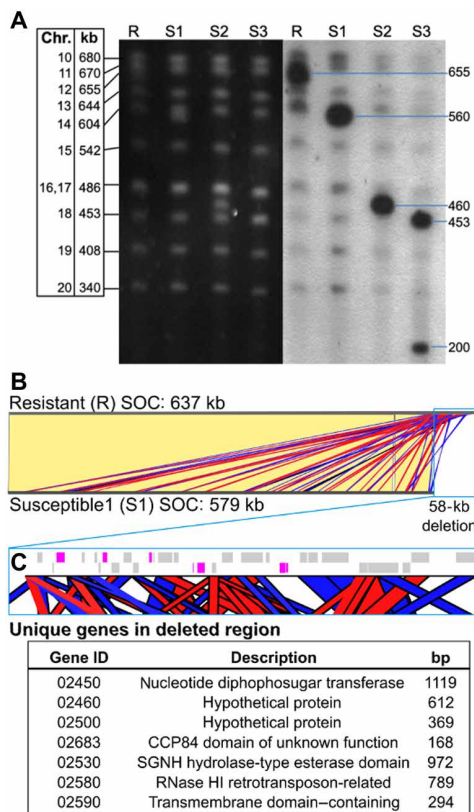 A
R S1 S2 S3 R S1 S2 S3
Chr. kb
10 680
11 670
12 655
13 644
14 604
15 542
16,17 486
18 453
19 408
20 340
655
560
460
453
200
B
Resistant (R) SOC: 637 kb
Susceptible1 (S1) SOC: 579 kb
58-kb
deletion
C
Unique genes in deleted region
Gene ID Description bp
02450 Nucleotide diphophosugar transferase 1119
02460 Hypothetical protein 612
02500 Hypothetical protein 369
02683 CCP84 domain of unknown function 168
02530 SGNH hydrolase-type esterase domain 972
02580 RNase HI retrotransposon–related 789
02590 Transmembrane domain–containing 294